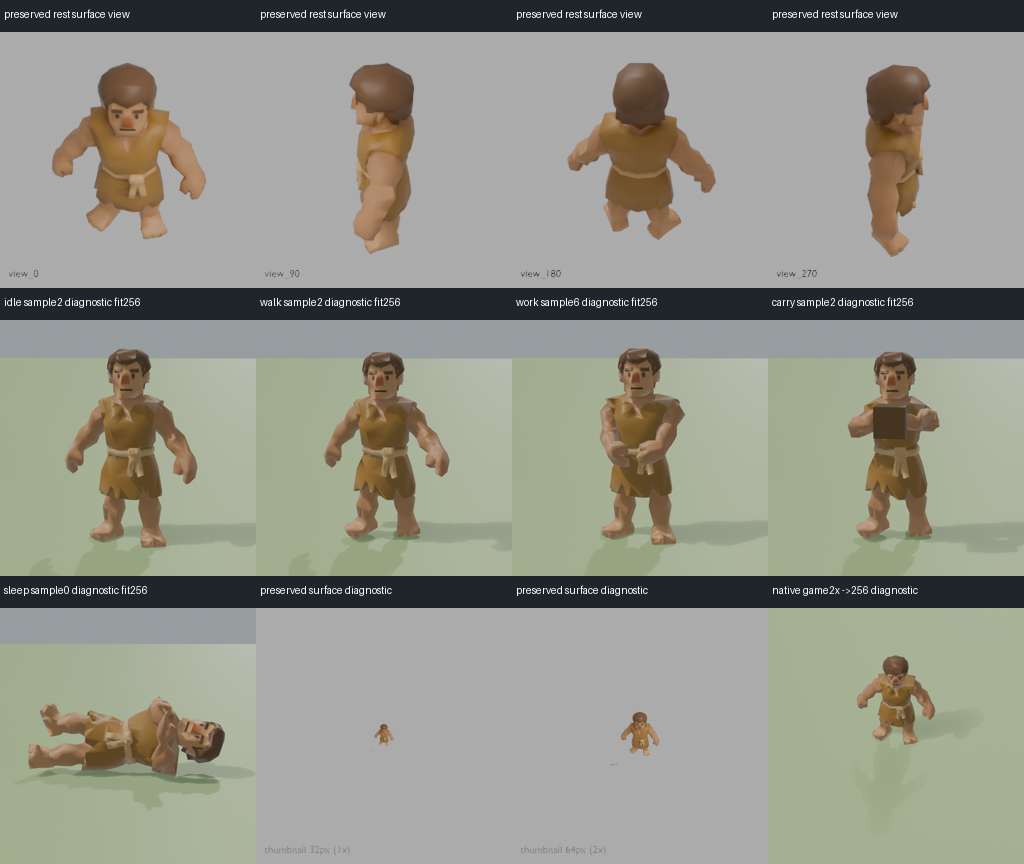 preserved rest surface view
preserved rest surface view
preserved rest surface view
preserved rest surface view
view_0
view_90
view_180
view_270
idle sample2 diagnostic fit256
walk sample2 diagnostic fit256
work sample6 diagnostic fit256
carry sample2 diagnostic fit256
sleep sample0 diagnostic fit256
preserved surface diagnostic
preserved surface diagnostic
native game2x->256 diagnostic
thumbnail 32px (1x)
thumbnail 64px (2x)